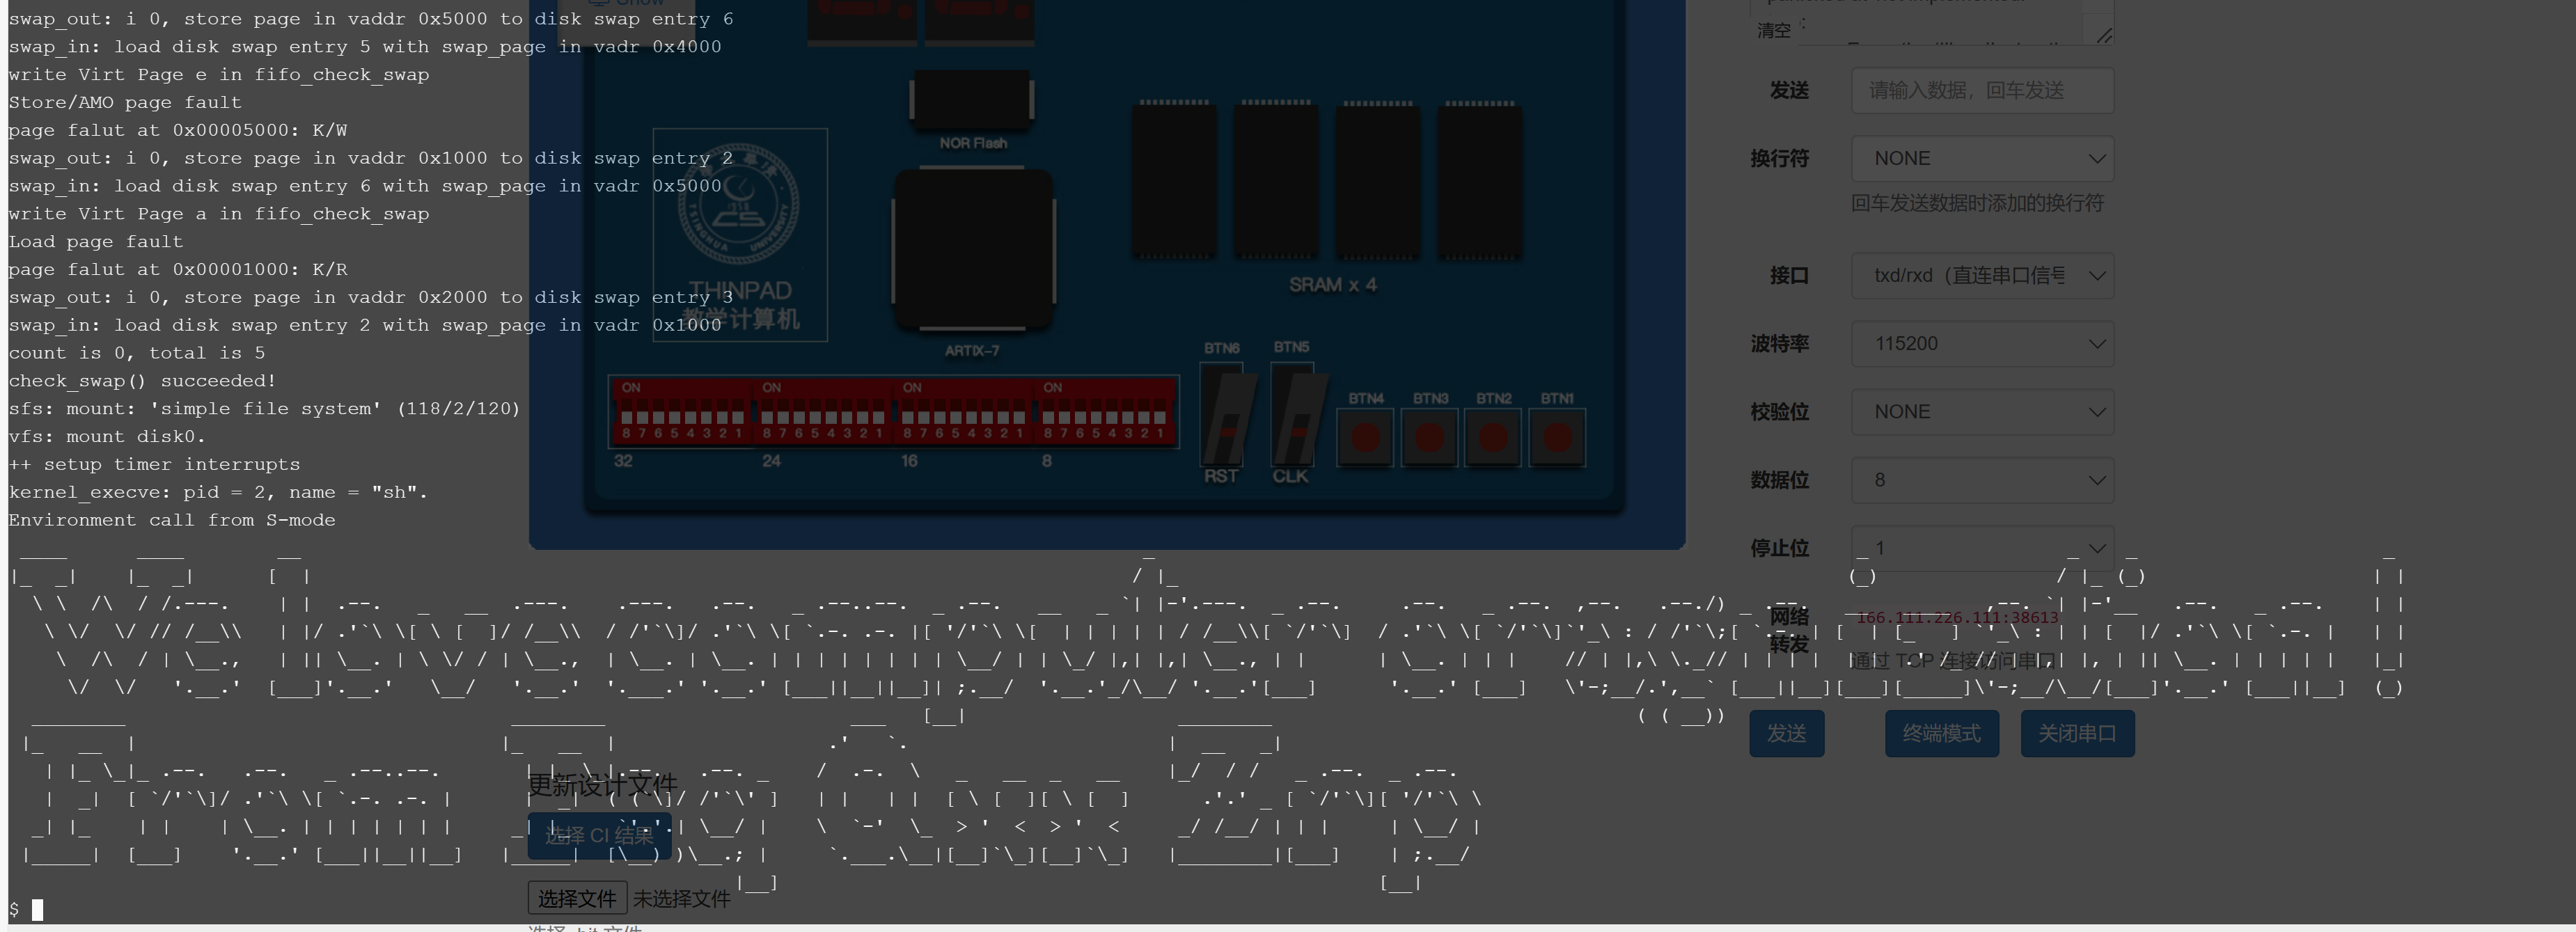 swap_out: i 0, store page in vaddr 0x5000 to disk swap entry 6
swap_in: load disk swap entry 5 with swap_page in vadr 0x4000
write Virt Page e in fifo_check_swap
Store/AMO page fault
page falut at 0x00005000: K/W
swap_out: i 0, store page in vaddr 0x1000 to disk swap entry 2
swap_in: load disk swap entry 6 with swap_page in vadr 0x5000
write Virt Page a in fifo_check_swap
Load page fault
page falut at 0x00001000: K/R
swap_out: i 0, store page in vaddr 0x2000 to disk swap entry 3
swap_in: load disk swap entry 2 with swap_page in vadr 0x1000
count is 0, total is 5
check_swap() succeeded!
sfs: mount: 'simple file system' (118/2/120)
vfs: mount disk0.
++ setup timer interrupts
kernel_execve: pid = 2, name = "sh".
Environment call from S-mode
We love computer organization!
From Fsq Qxx Zrp
$
NOR Flash
TSINGHUA UNIVERSITY
THINPAD
教学计算机
ARTIX-7
SRAM x 4
BTN6 BTN5
BTN4 BTN3 BTN2 BTN1
ON ON ON ON
8 7 6 5 4 3 2 1 8 7 6 5 4 3 2 1 8 7 6 5 4 3 2 1 8 7 6 5 4 3 2 1
32 24 16 8
RST CLK
清空
发送 请输入数据，回车发送
换行符 NONE
回车发送数据时添加的换行符
接口 txd/rxd（直连串口信号
波特率 115200
校验位 NONE
数据位 8
停止位 1
网络转发 166.111.226.111:38613
通过 TCP 连接访问串口
发送 终端模式 关闭串口
更新设计文件
选择 CI 结果
选择文件 未选择文件